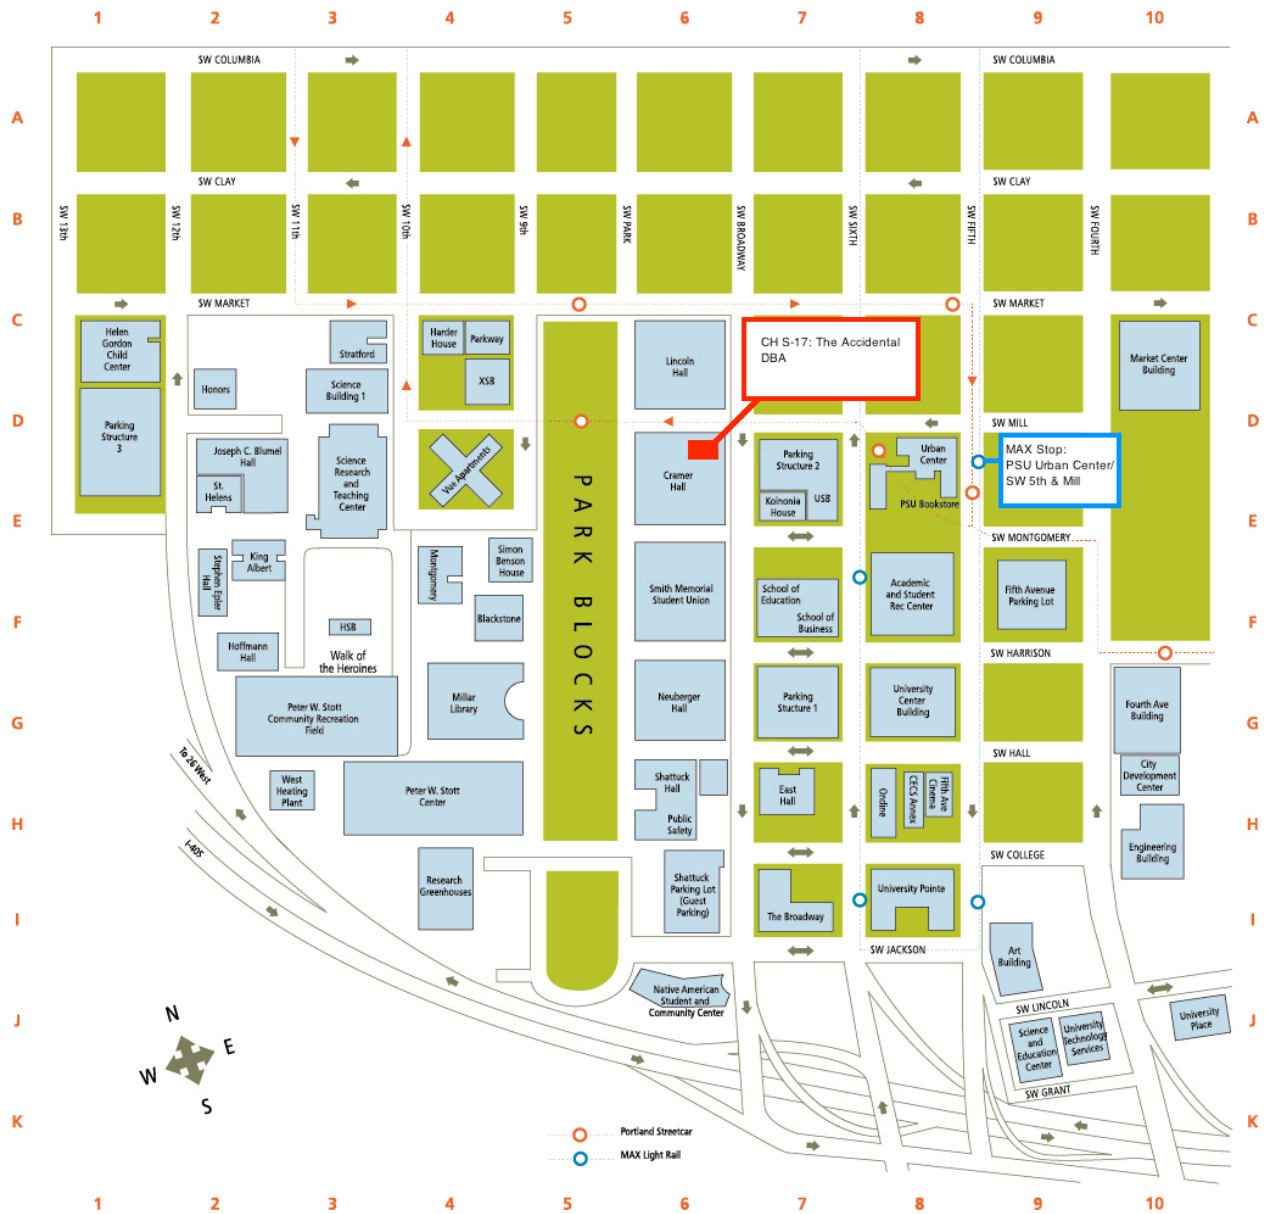 1 2 3 4 5 6 7 8 9 10
SW COLUMBIA
SW COLUMBIA
A
A
SW CLAY
SW CLAY
B
B
SW 13th
SW 12th
SW 11th
SW 10th
SW 9th
SW PARK
SW BROADWAY
SW SIXTH
SW FIFTH
SW FOURTH
SW MARKET
SW MARKET
C
C
Helen
Gordon
Child
Center
Stratford
Harder
House
Parkway
Lincoln
Hall
CH S-17: The Accidental
DBA
Market Center
Building
Honors
Science
Building 1
XSB
D
D
SW MILL
Parking
Structure
3
Joseph C. Blumel
Hall
St.
Helens
Science
Research
and
Teaching
Center
Vue Apartments
PARK BLOCKS
Cramer
Hall
Parking
Structure 2
Koinonia
House
USB
Urban
Center
PSU Bookstore
MAX Stop:
PSU Urban Center/
SW 5th & Mill
E
E
SW MONTGOMERY
Stephen Epler
Hall
King
Albert
Montgomery
Simon
Benson
House
Blackstone
Smith Memorial
Student Union
School of
Education
School of
Business
Academic
and Student
Rec Center
Fifth Avenue
Parking Lot
F
F
HSB
Hoffmann
Hall
Walk of
the Heroines
SW HARRISON
Peter W. Stott
Community Recreation
Field
Millar
Library
Neuberger
Hall
Parking
Stucture 1
University
Center
Building
Fourth Ave
Building
G
G
To 26 West
SW HALL
West
Heating
Plant
Peter W. Stott
Center
Shattuck
Hall
Public
Safety
East
Hall
Ondine
CECS Annex
Fifth Ave
Cinema
City
Development
Center
H
H
I-405
Engineering
Building
SW COLLEGE
Research
Greenhouses
Shattuck
Parking Lot
(Guest
Parking)
The Broadway
University Pointe
I
I
SW JACKSON
Art
Building
Native American
Student and
Community Center
SW LINCOLN
Science
and
Education
Center
University
Technology
Services
University
Place
J
J
N
E
W
S
SW GRANT
K
K
Portland Streetcar
MAX Light Rail
1 2 3 4 5 6 7 8 9 10